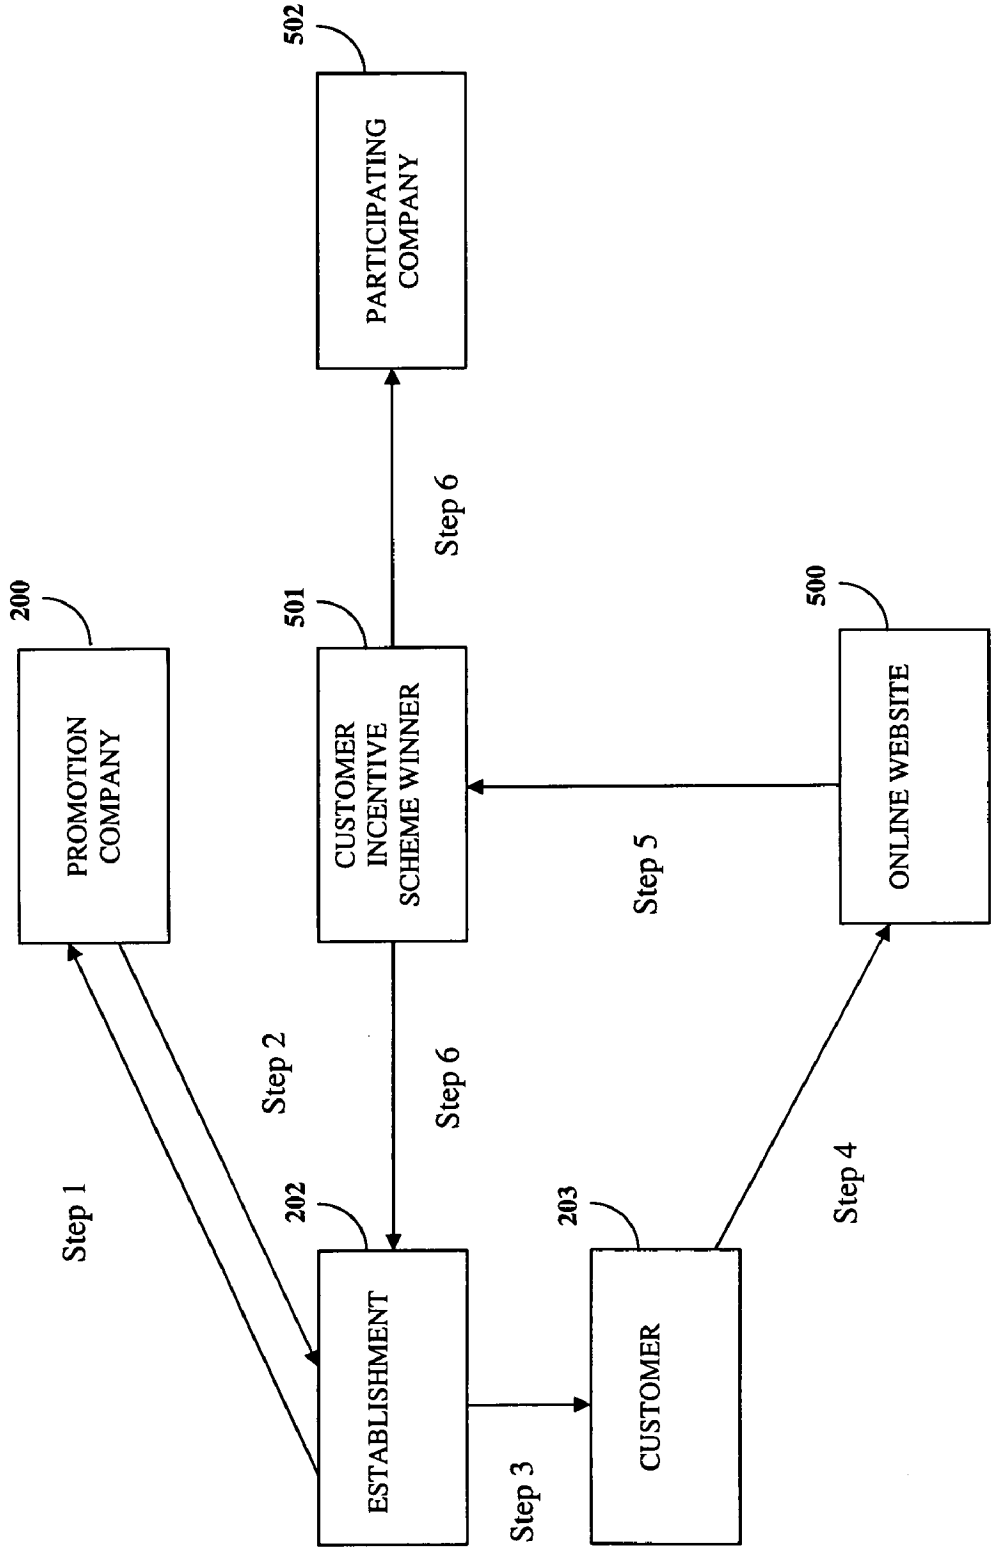 200
PROMOTION
COMPANY
Step 1
Step 2
202
ESTABLISHMENT
501
CUSTOMER
INCENTIVE
SCHEME WINNER
502
PARTICIPATING
COMPANY
Step 6
Step 6
Step 3
203
CUSTOMER
Step 5
Step 4
500
ONLINE WEBSITE